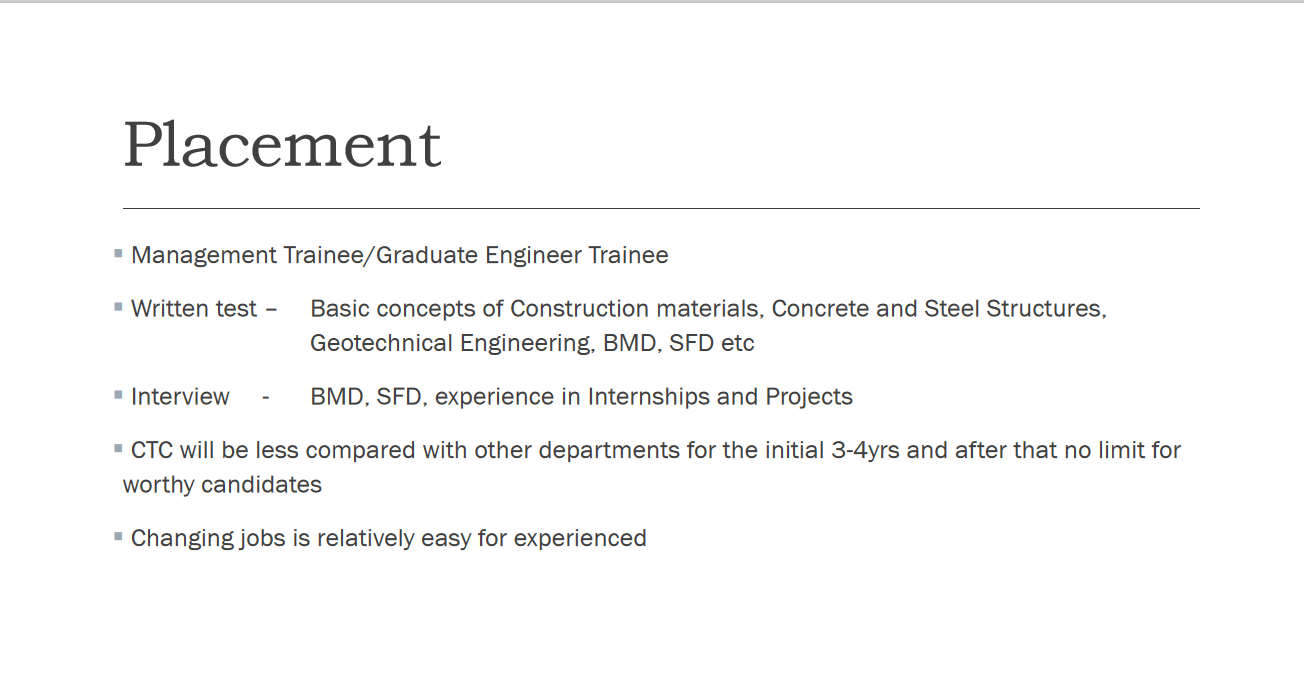 Placement
▪ Management Trainee/Graduate Engineer Trainee
▪ Written test – Basic concepts of Construction materials, Concrete and Steel Structures,
Geotechnical Engineering, BMD, SFD etc
▪ Interview - BMD, SFD, experience in Internships and Projects
▪ CTC will be less compared with other departments for the initial 3-4yrs and after that no limit for
worthy candidates
▪ Changing jobs is relatively easy for experienced